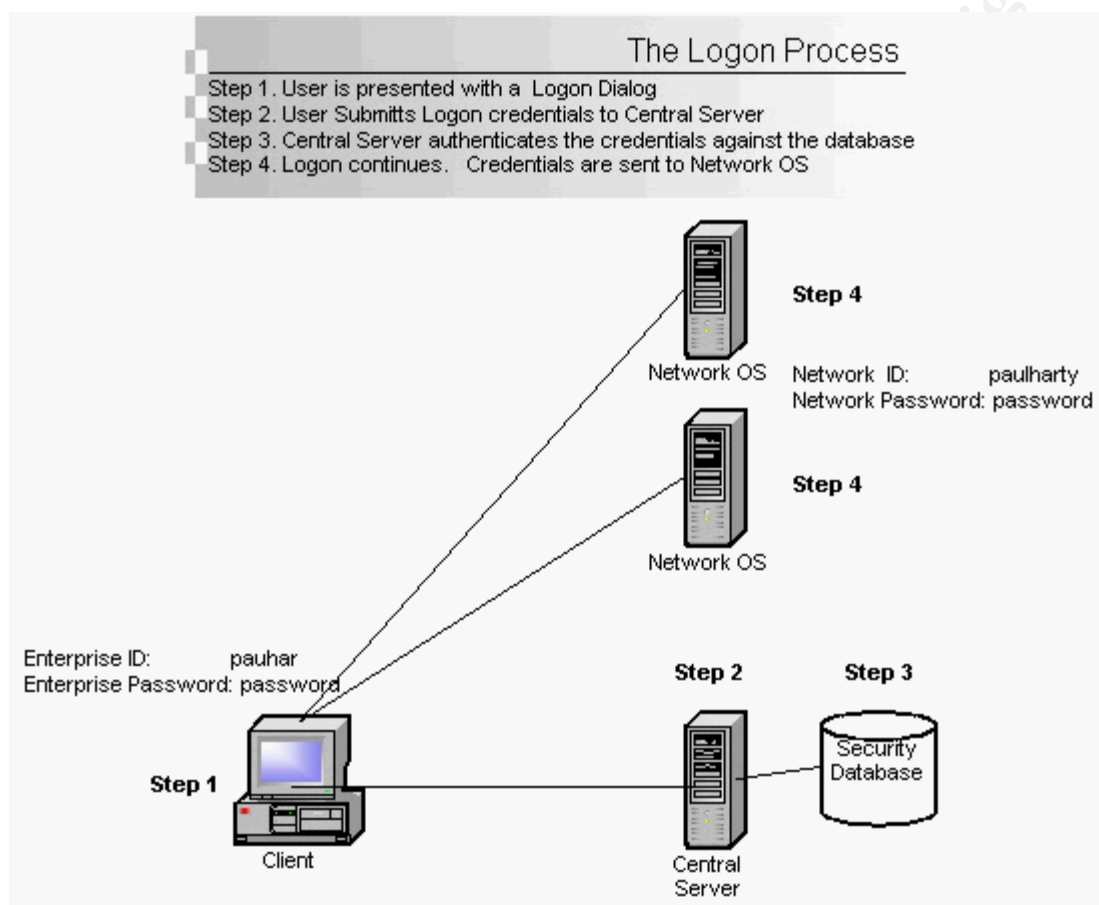 The Logon Process
Step 1. User is presented with a Logon Dialog
Step 2. User Submitts Logon credentials to Central Server
Step 3. Central Server authenticates the credentials against the database
Step 4. Logon continues. Credentials are sent to Network OS
Step 4
Network OS
Network ID: paulharty
Network Password: password
Step 4
Network OS
Enterprise ID: pauhar
Enterprise Password: password
Step 2
Step 3
Security
Database
Step 1
Client
Central
Server